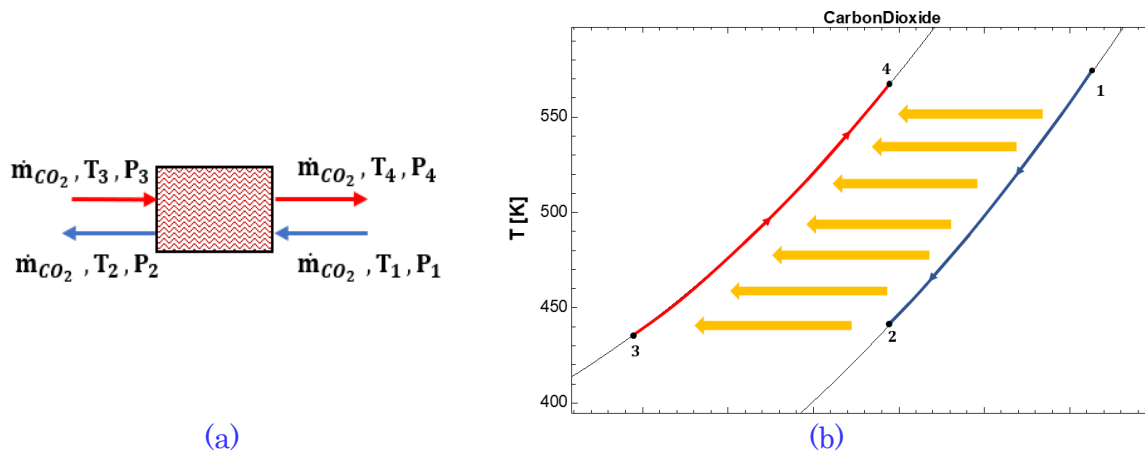 CarbonDioxide
ṁCO₂ , T₃ , P₃
ṁCO₂ , T₄ , P₄
ṁCO₂ , T₂ , P₂
ṁCO₂ , T₁ , P₁
T [K]
550
500
450
400
4
1
3
2
(a)
(b)